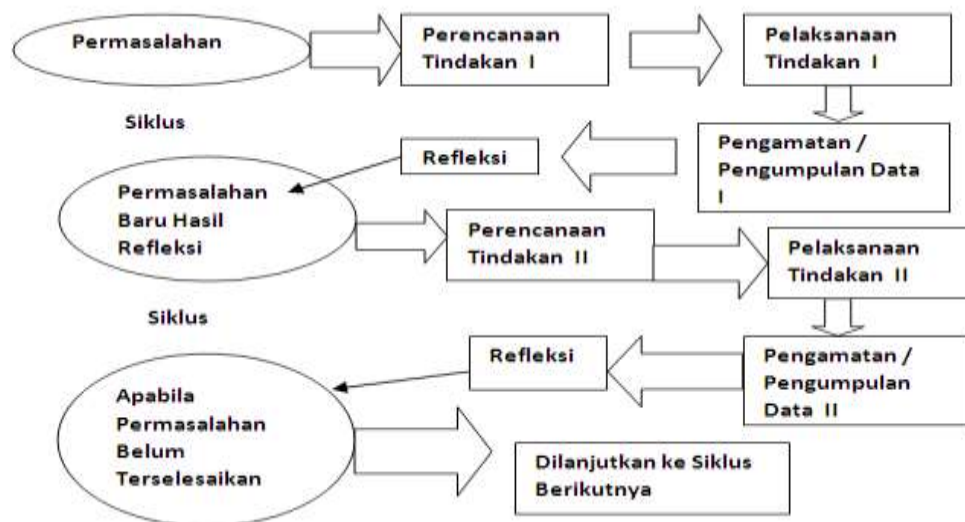 Permasalahan
Perencanaan
Tindakan I
Pelaksanaan
Tindakan I
Siklus
Pengamatan /
Pengumpulan Data
I
Refleksi
Permasalahan
Baru Hasil
Refleksi
Perencanaan
Tindakan II
Pelaksanaan
Tindakan II
Siklus
Pengamatan /
Pengumpulan
Data II
Refleksi
Apabila
Permasalahan
Belum
Terselesaikan
Dilanjutkan ke Siklus
Berikutnya